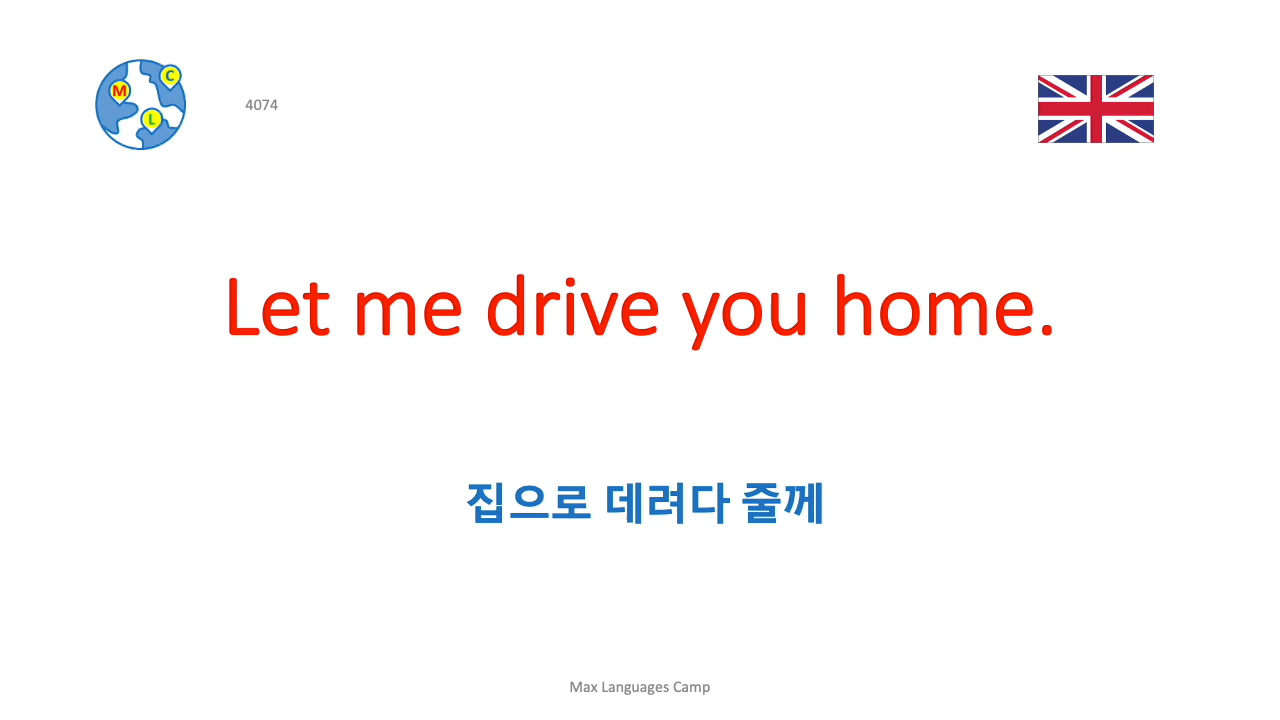 C
M
L
4074
Let me drive you home.
집으로 데려다 줄께
Max Languages Camp